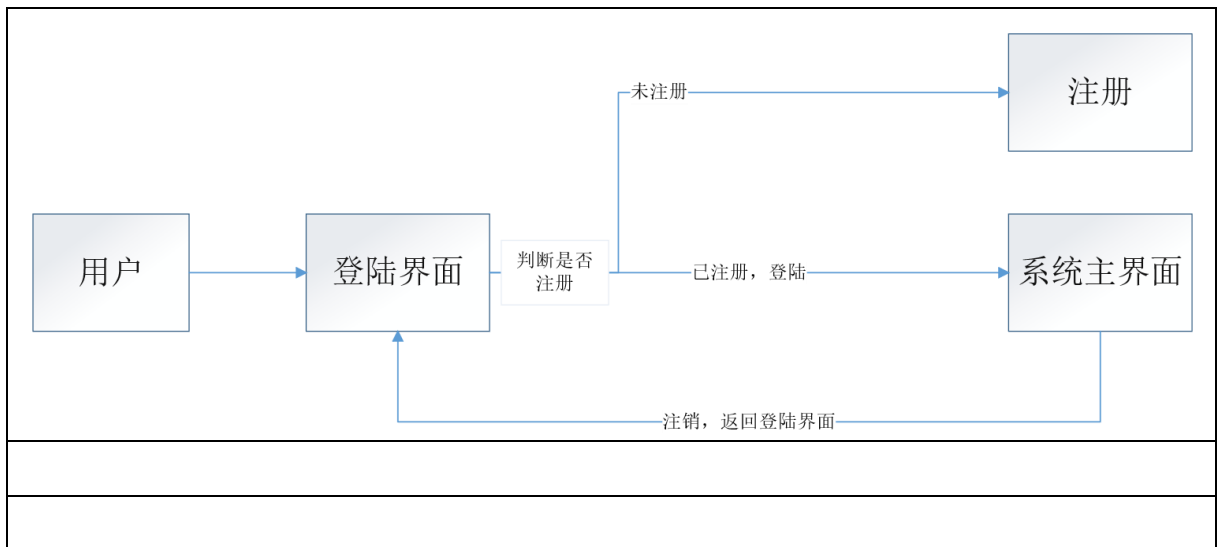 未注册
注册
用户
登陆界面
判断是否
注册
已注册，登陆
系统主界面
注销，返回登陆界面